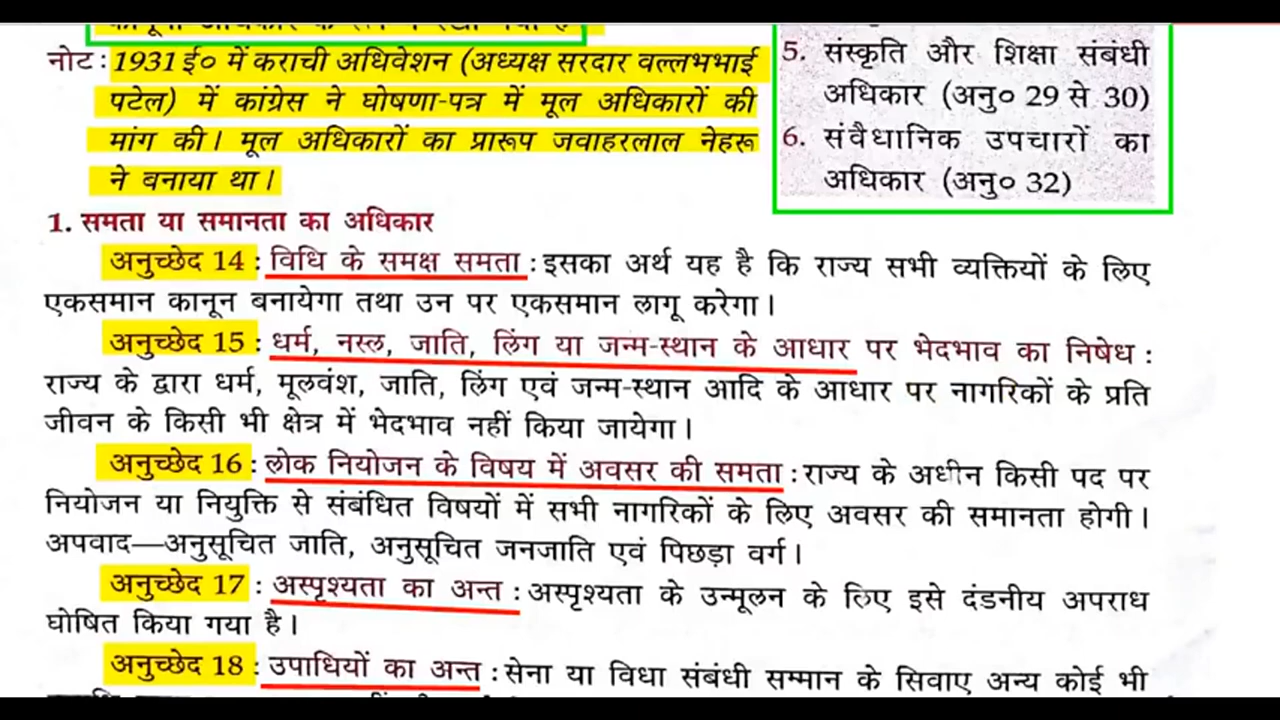 नोट : 1931 ई० में कराची अधिवेशन (अध्यक्ष सरदार वल्लभभाई
पटेल) में कांग्रेस ने घोषणा-पत्र में मूल अधिकारों की
मांग की। मूल अधिकारों का प्रारूप जवाहरलाल नेहरू
ने बनाया था।
5. संस्कृति और शिक्षा संबंधी
अधिकार (अनु० 29 से 30)
6. संवैधानिक उपचारों का
अधिकार (अनु० 32)
1. समता या समानता का अधिकार
अनुच्छेद 14 : विधि के समक्ष समता : इसका अर्थ यह है कि राज्य सभी व्यक्तियों के लिए
एकसमान कानून बनायेगा तथा उन पर एकसमान लागू करेगा।
अनुच्छेद 15 : धर्म, नस्ल, जाति, लिंग या जन्म-स्थान के आधार पर भेदभाव का निषेध :
राज्य के द्वारा धर्म, मूलवंश, जाति, लिंग एवं जन्म-स्थान आदि के आधार पर नागरिकों के प्रति
जीवन के किसी भी क्षेत्र में भेदभाव नहीं किया जायेगा।
अनुच्छेद 16 : लोक नियोजन के विषय में अवसर की समता : राज्य के अधीन किसी पद पर
नियोजन या नियुक्ति से संबंधित विषयों में सभी नागरिकों के लिए अवसर की समानता होगी।
अपवाद—अनुसूचित जाति, अनुसूचित जनजाति एवं पिछड़ा वर्ग।
अनुच्छेद 17 : अस्पृश्यता का अन्त : अस्पृश्यता के उन्मूलन के लिए इसे दंडनीय अपराध
घोषित किया गया है।
अनुच्छेद 18 : उपाधियों का अन्त : सेना या विधा संबंधी सम्मान के सिवाए अन्य कोई भी